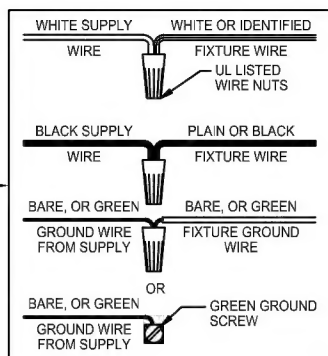 WHITE SUPPLY WHITE OR IDENTIFIED
WIRE FIXTURE WIRE
UL LISTED
WIRE NUTS
BLACK SUPPLY PLAIN OR BLACK
WIRE FIXTURE WIRE
BARE, OR GREEN BARE, OR GREEN
GROUND WIRE FIXTURE GROUND
FROM SUPPLY WIRE
OR
BARE, OR GREEN GREEN GROUND
GROUND WIRE SCREW
FROM SUPPLY